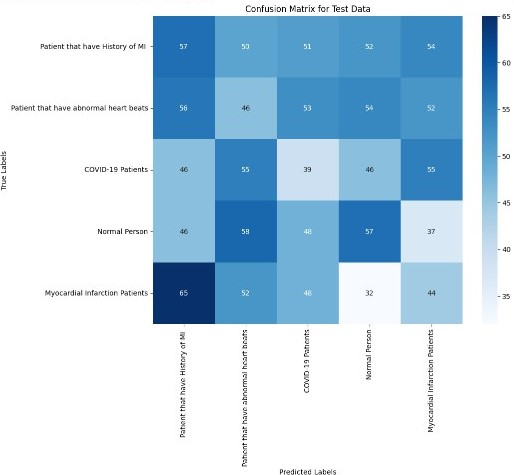 Confusion Matrix for Test Data
True Labels
Patient that have History of MI 57 50 51 52 54
Patient that have abnormal heart beats 56 46 53 54 52
COVID-19 Patients 46 55 39 46 55
Normal Person 46 58 48 57 37
Myocardial Infarction Patients 65 52 48 32 44
Patient that have History of MI
Patient that have abnormal heart beats
COVID-19 Patients
Normal Person
Myocardial Infarction Patients
Predicted Labels
65
60
55
50
45
40
35